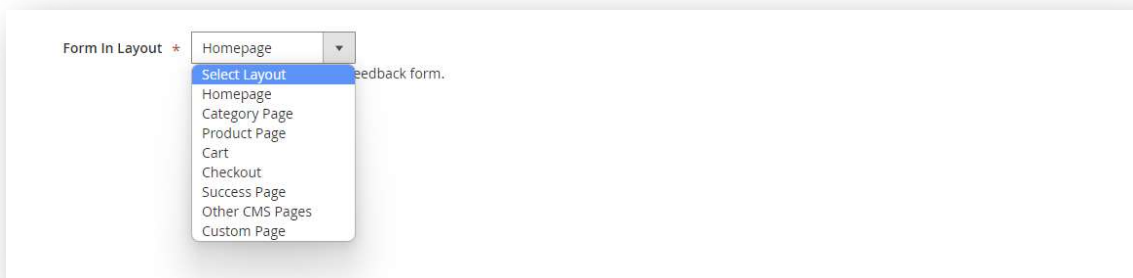 Form In Layout * Homepage
Select Layout
eedback form.
Homepage
Category Page
Product Page
Cart
Checkout
Success Page
Other CMS Pages
Custom Page